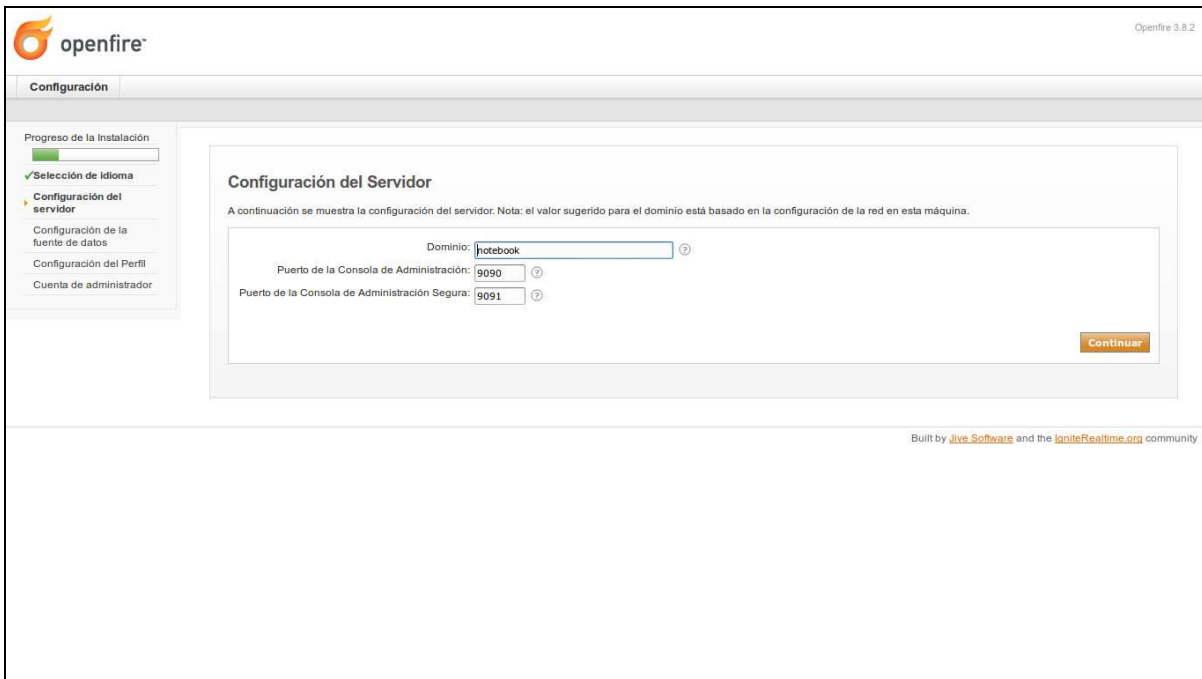 openfire™
Openfire 3.8.2
Configuración
Progreso de la Instalación
Selección de idioma
Configuración del
servidor
Configuración de la
fuente de datos
Configuración del Perfil
Cuenta de administrador
Configuración del Servidor
A continuación se muestra la configuración del servidor. Nota: el valor sugerido para el dominio está basado en la configuración de la red en esta máquina.
Dominio: notebook ?
Puerto de la Consola de Administración: 9090 ?
Puerto de la Consola de Administración Segura: 9091 ?
Continuar
Built by Jive Software and the IgniteRealtime.org community